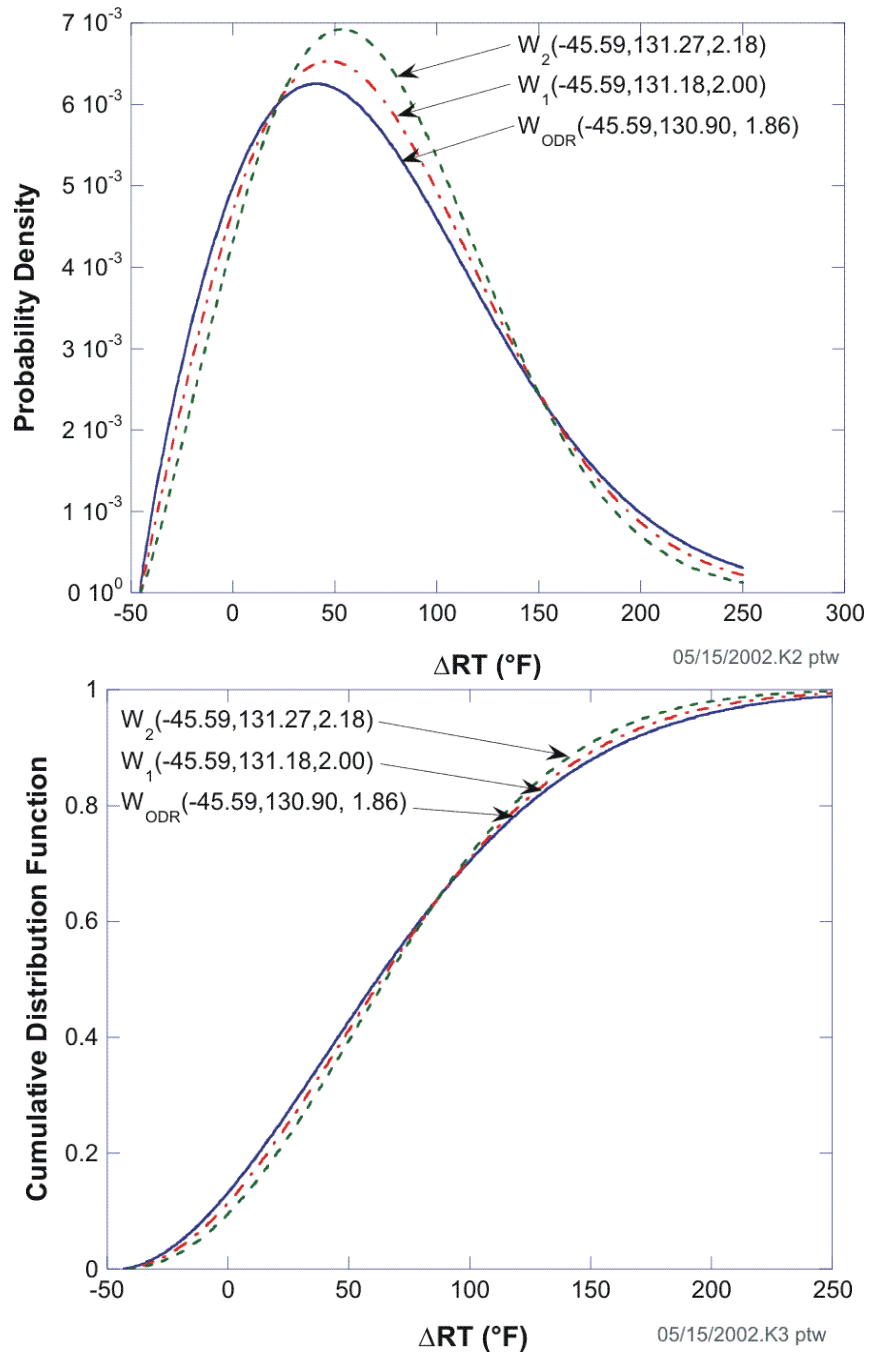 7 10-3
6 10-3
5 10-3
4 10-3
3 10-3
2 10-3
1 10-3
0 100
Probability Density
W2(-45.59,131.27,2.18)
W1(-45.59,131.18,2.00)
WODR(-45.59,130.90, 1.86)
-50 0 50 100 150 200 250 300
ΔRT (°F)
05/15/2002.K2 ptw
1
0.8
0.6
0.4
0.2
0
Cumulative Distribution Function
W2(-45.59,131.27,2.18)
W1(-45.59,131.18,2.00)
WODR(-45.59,130.90, 1.86)
-50 0 50 100 150 200 250
ΔRT (°F)
05/15/2002.K3 ptw